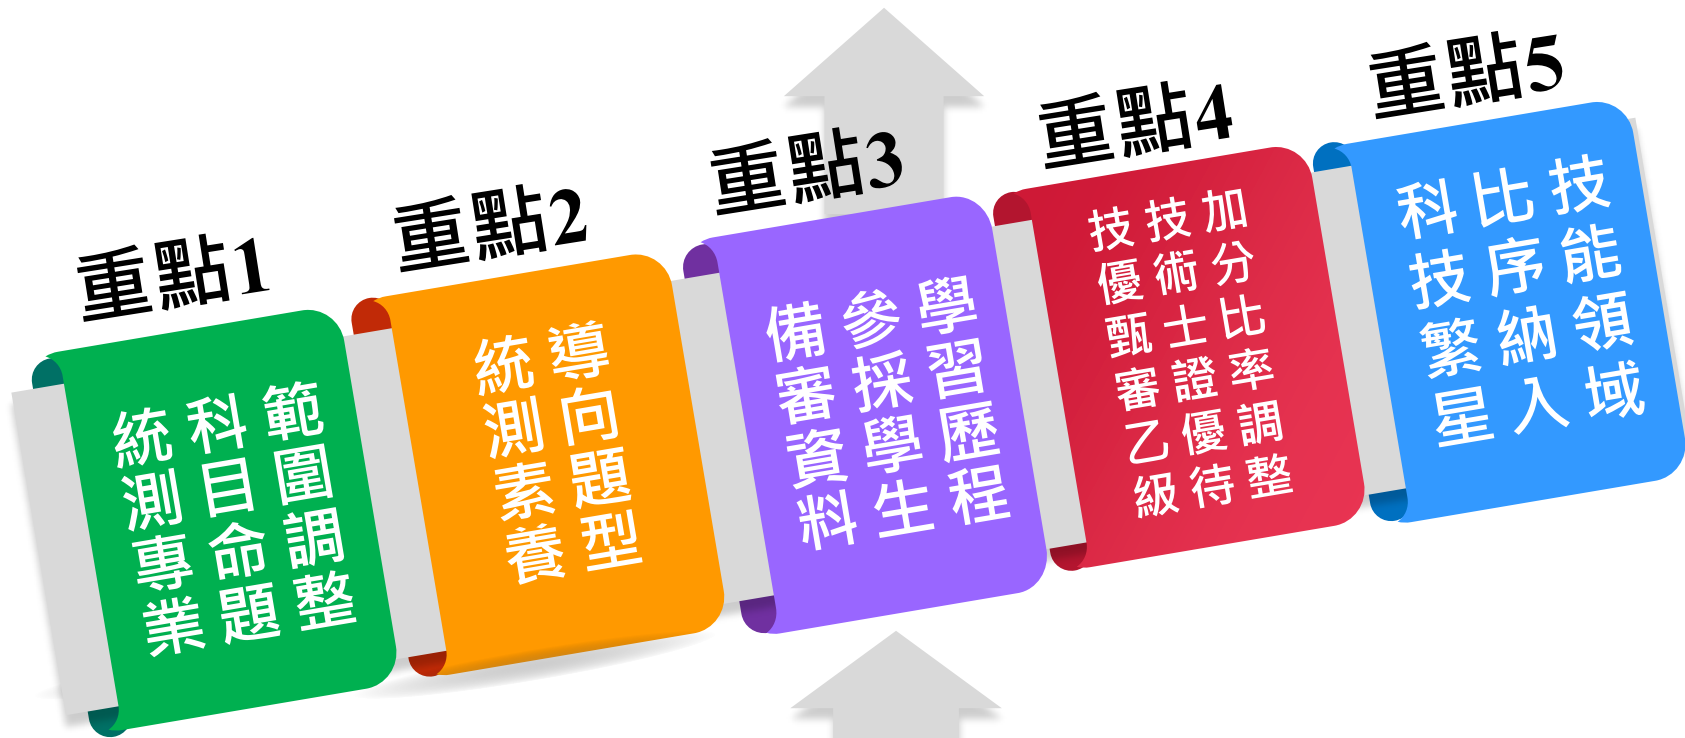 重點1
統測專業
科目命題
範圍調整
重點2
統測素養
導向題型
重點3
備審資料
參採學生
學習歷程
重點4
技優甄審乙級
技術士證優待
加分比率調整
重點5
科技繁星
比序納入
技能領域